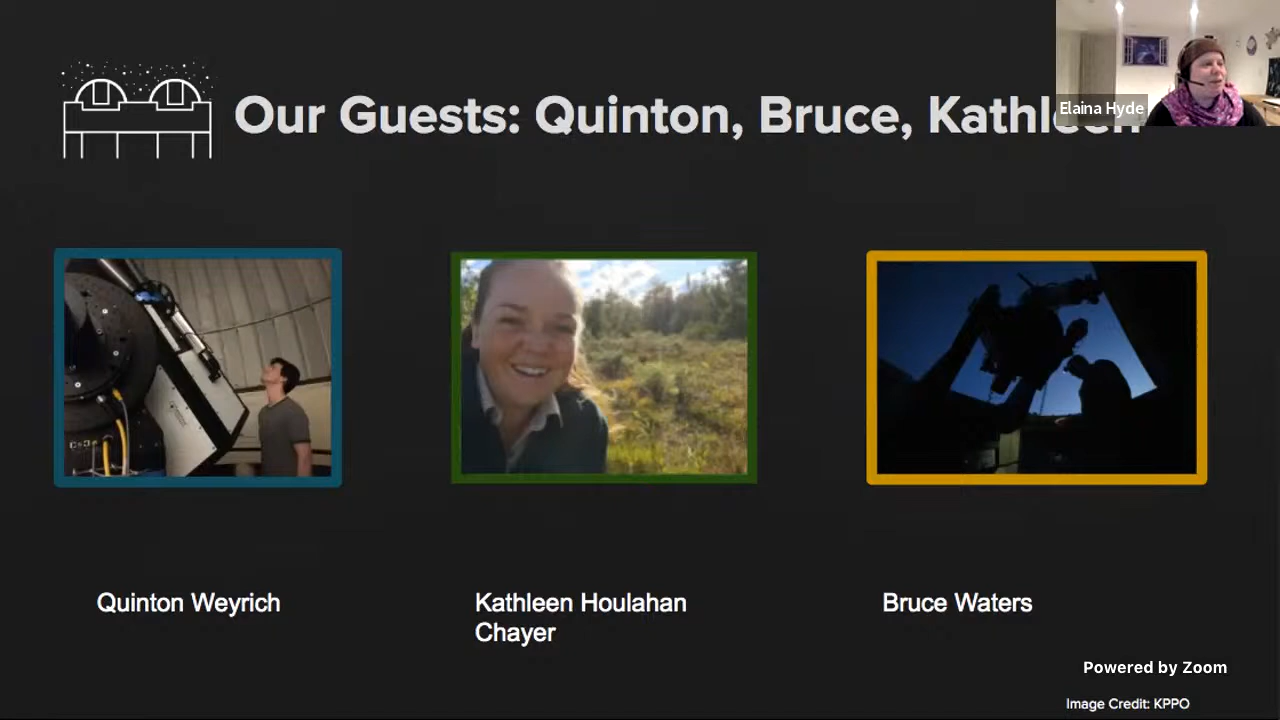 Our Guests: Quinton, Bruce, Kathleen
Elaina Hyde
Quinton Weyrich
Kathleen Houlahan
Chayer
Bruce Waters
Powered by Zoom
Image Credit: KPPO